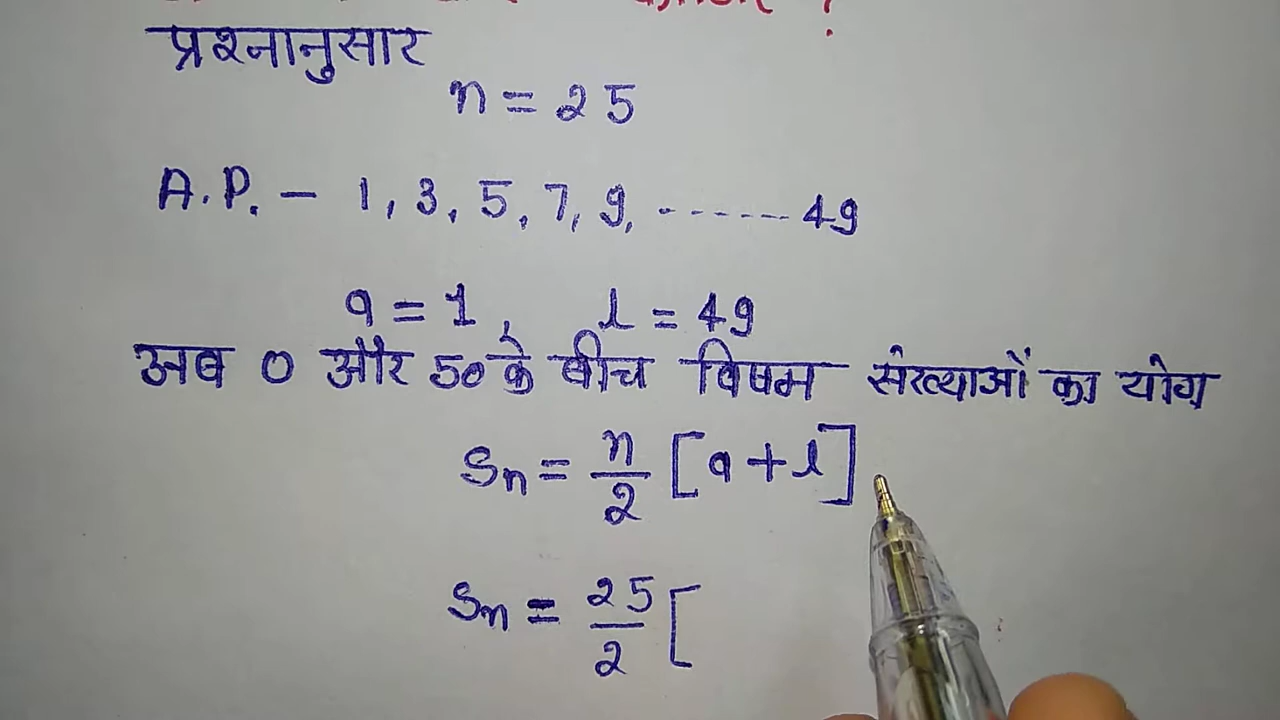 प्रश्नानुसार
n = 25
A.P. - 1, 3, 5, 7, 9, ------- 49
a = 1, l = 49
अब 0 और 50 के बीच विषम संख्याओं का योग
Sn = n/2 [a + l]
Sn = 25/2 [